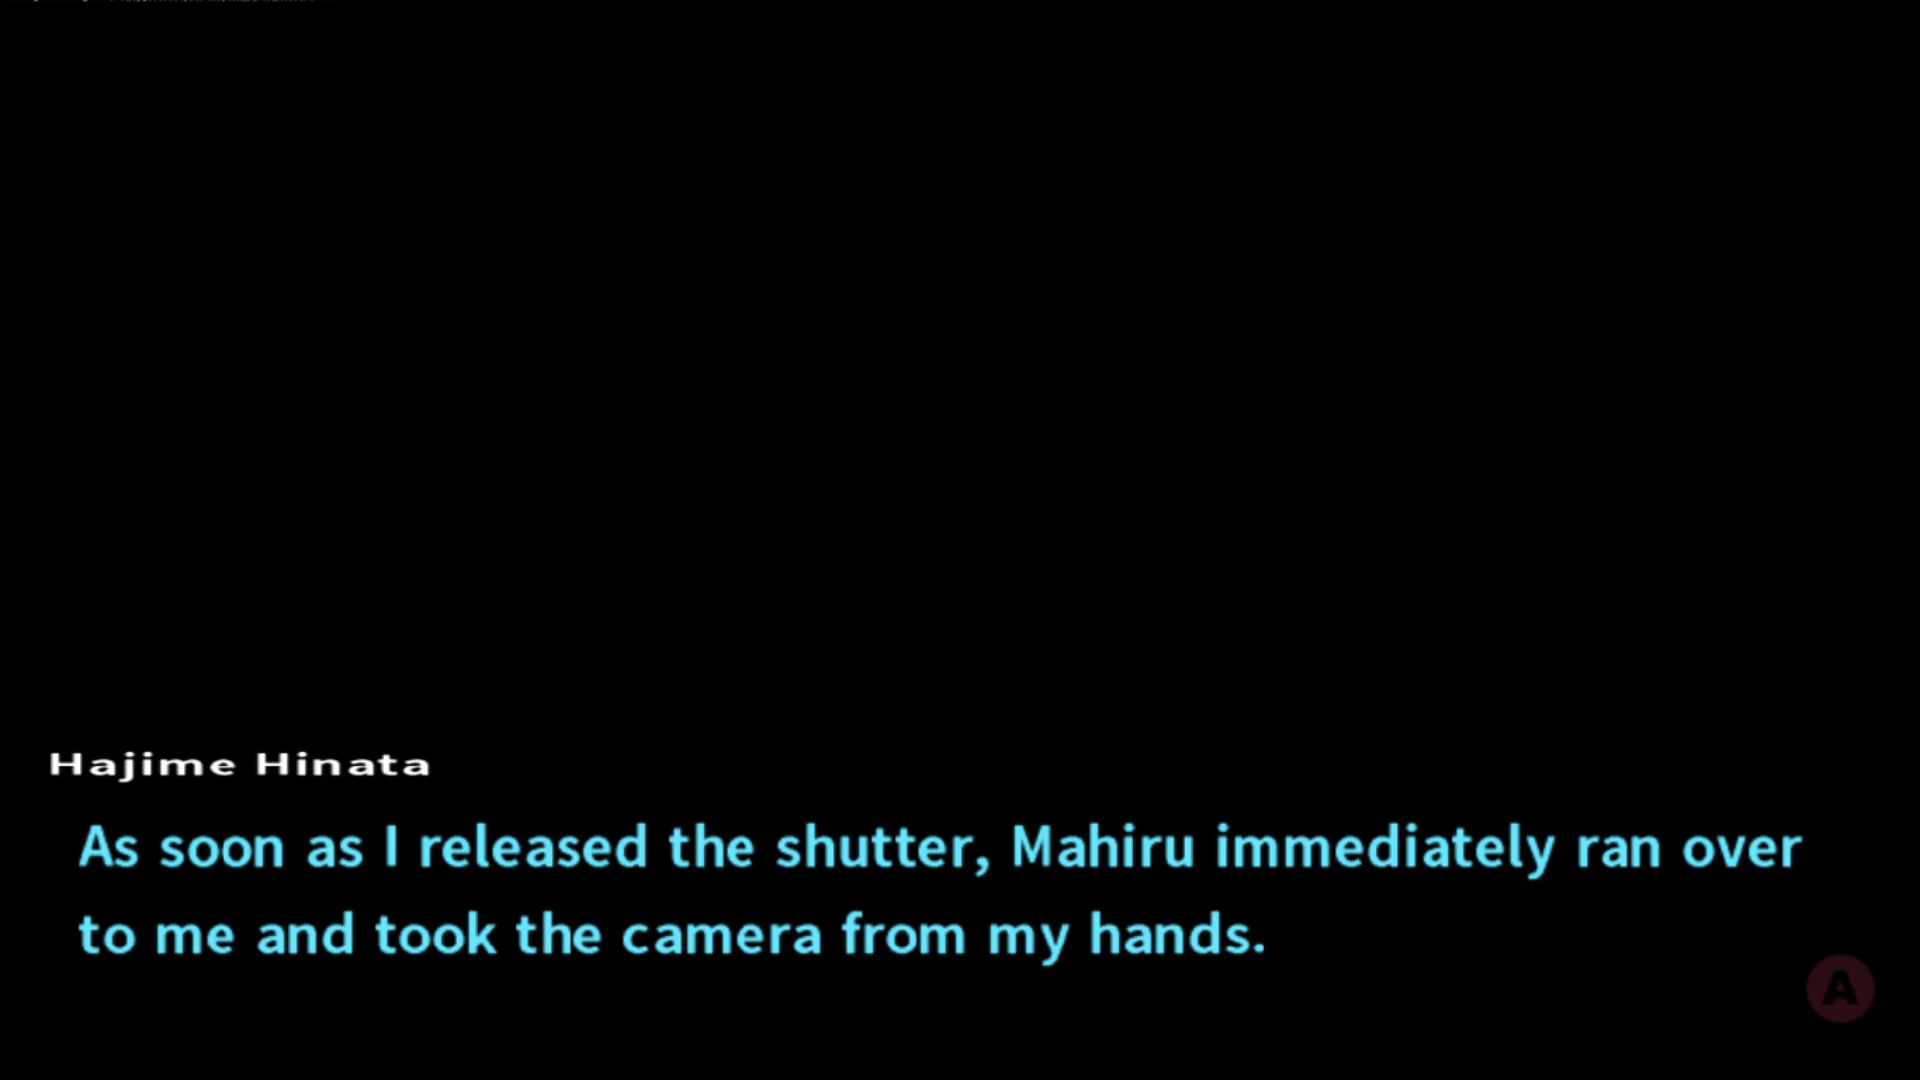 Hajime Hinata
As soon as I released the shutter, Mahiru immediately ran over
to me and took the camera from my hands.
A